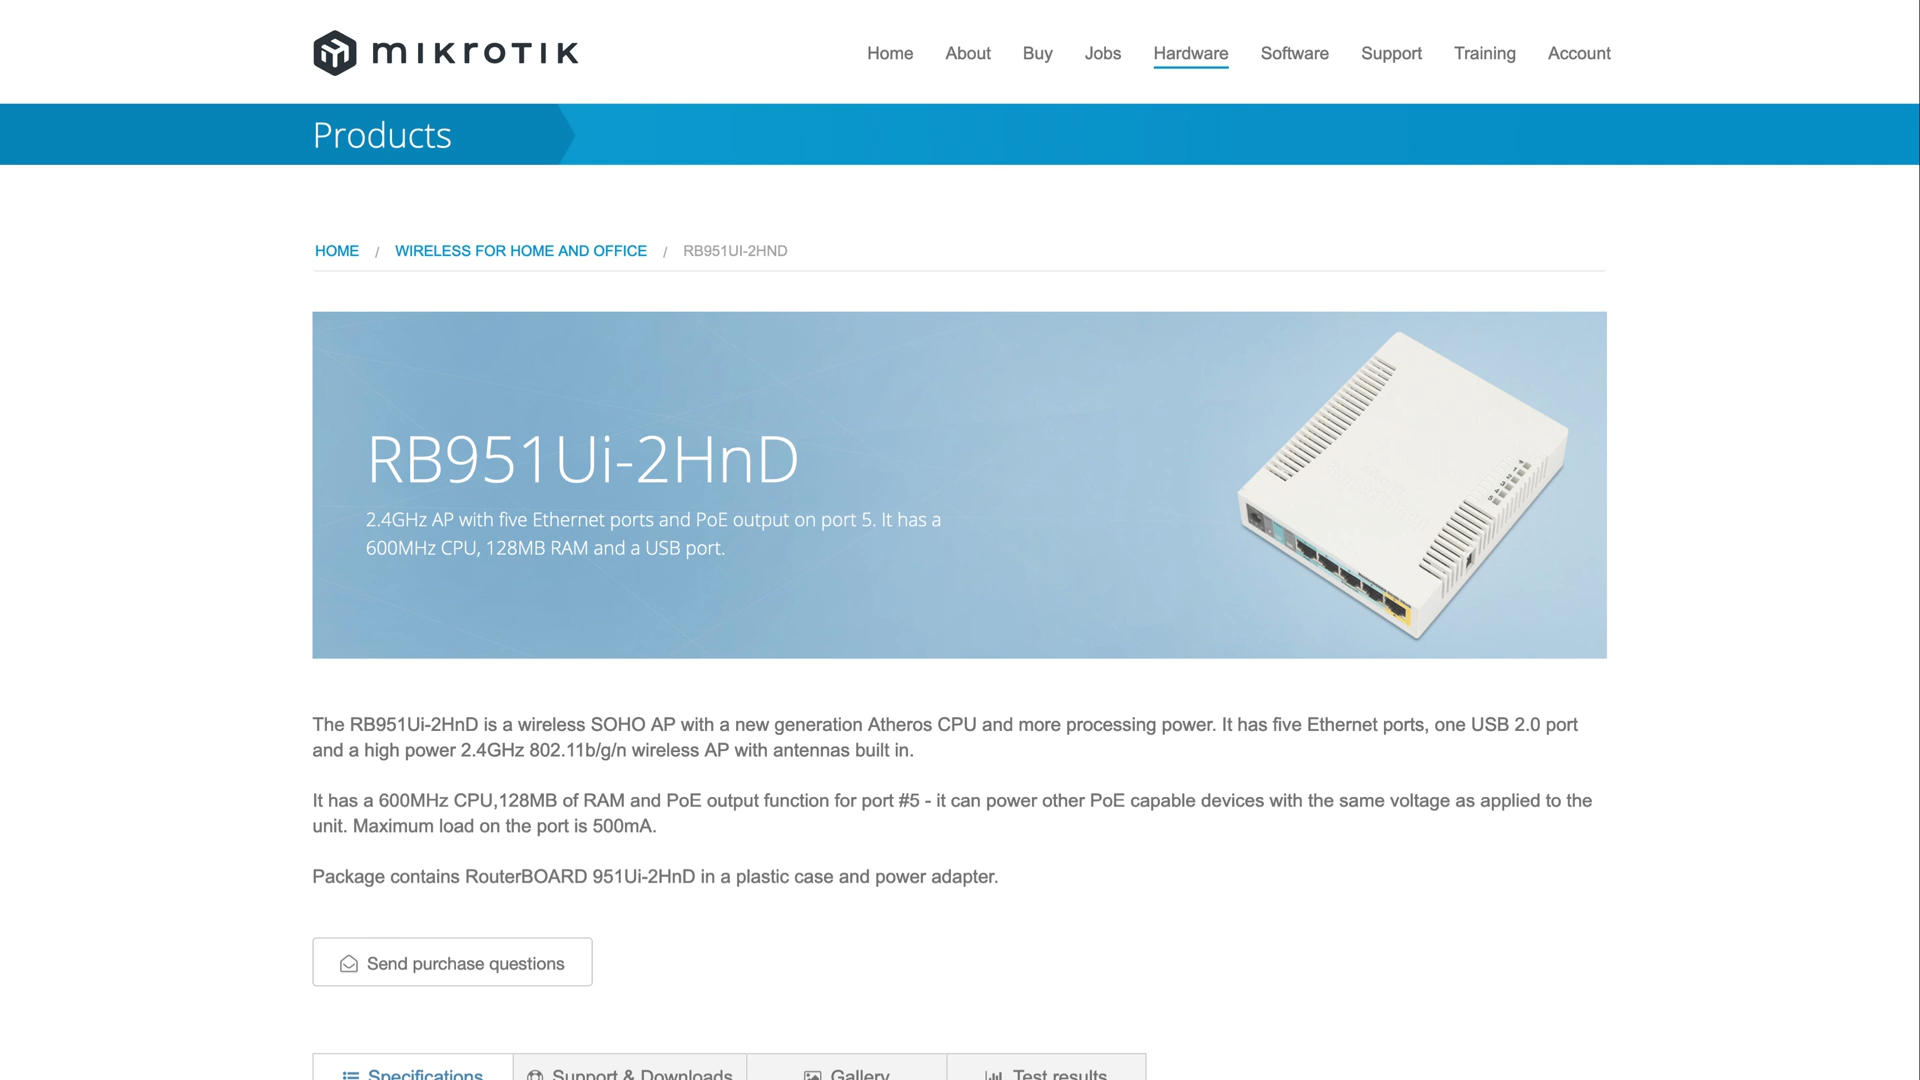 mikrotik
Home About Buy Jobs Hardware Software Support Training Account
Products
HOME / WIRELESS FOR HOME AND OFFICE / RB951UI-2HND
RB951Ui-2HnD
2.4GHz AP with five Ethernet ports and PoE output on port 5. It has a
600MHz CPU, 128MB RAM and a USB port.
The RB951Ui-2HnD is a wireless SOHO AP with a new generation Atheros CPU and more processing power. It has five Ethernet ports, one USB 2.0 port
and a high power 2.4GHz 802.11b/g/n wireless AP with antennas built in.
It has a 600MHz CPU,128MB of RAM and PoE output function for port #5 - it can power other PoE capable devices with the same voltage as applied to the
unit. Maximum load on the port is 500mA.
Package contains RouterBOARD 951Ui-2HnD in a plastic case and power adapter.
Send purchase questions
Specifications Support & Downloads Gallery Test results